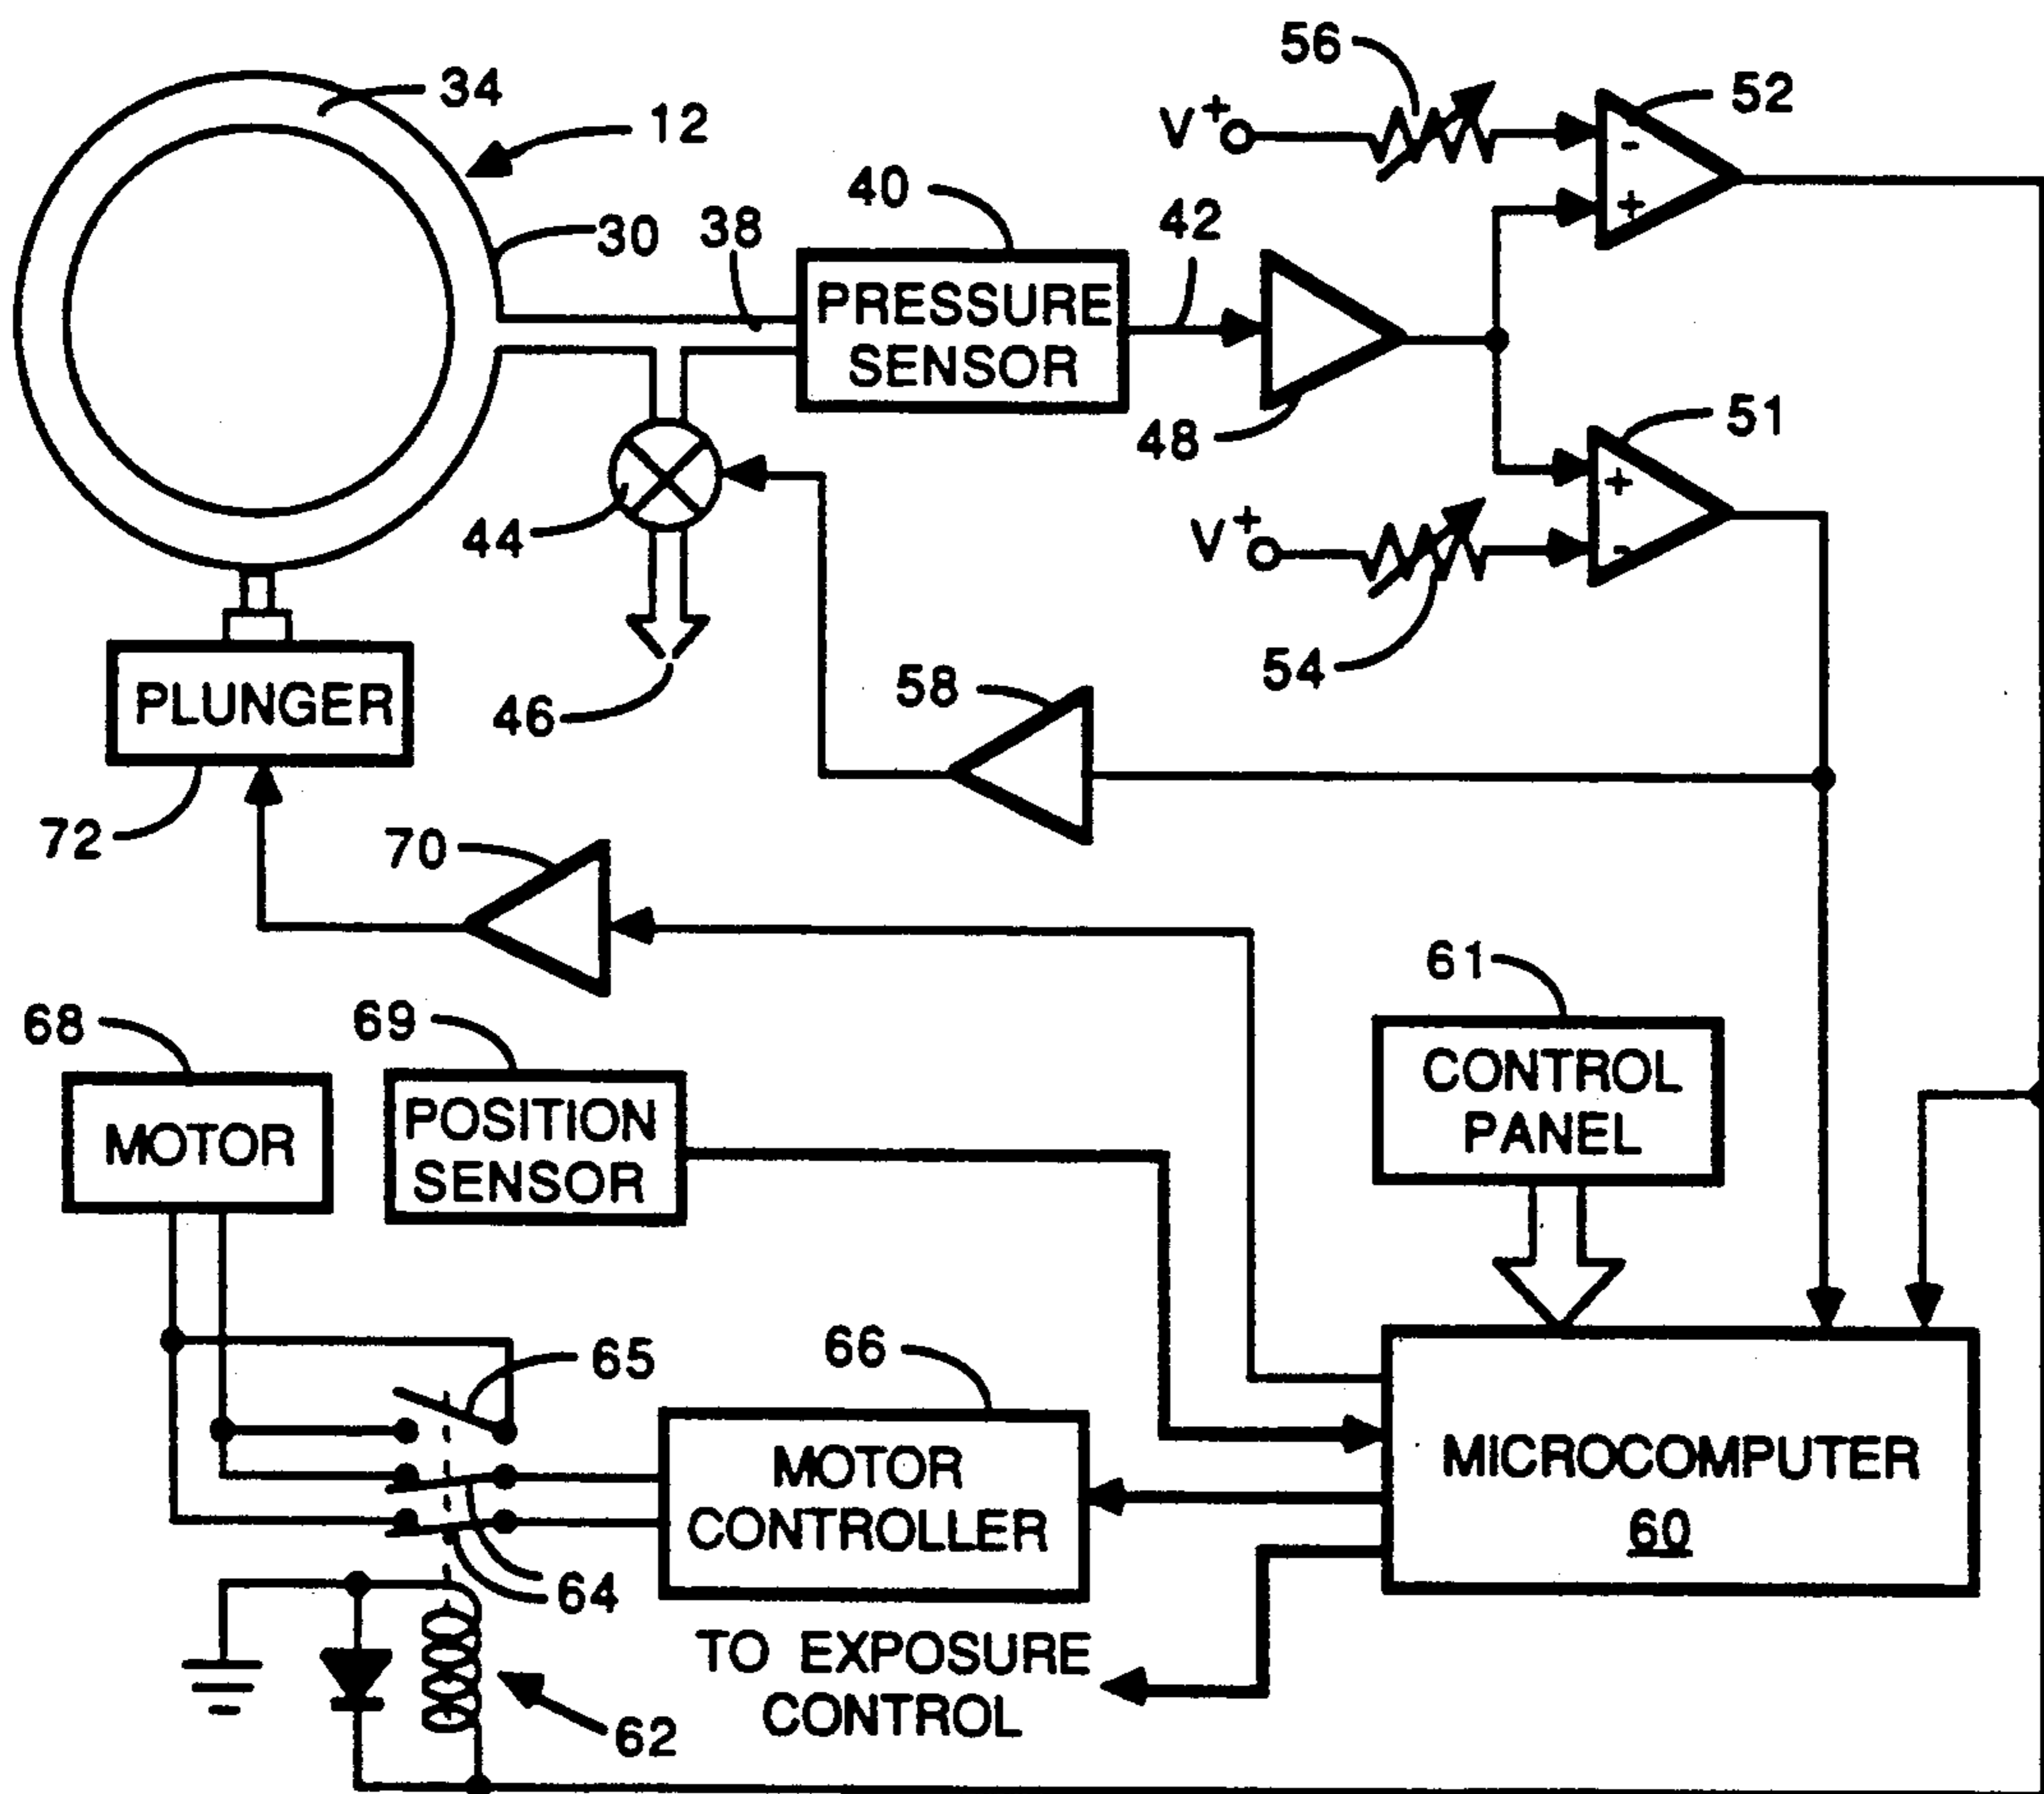 56
34
52
V+
12
-
40
42
+
30
38
PRESSURE
SENSOR
51
48
+
44
V+
-
54
PLUNGER
58
46
72
70
61
68
69
CONTROL
PANEL
POSITION
SENSOR
MOTOR
65
66
MOTOR
CONTROLLER
MICROCOMPUTER
60
64
TO EXPOSURE
CONTROL
62